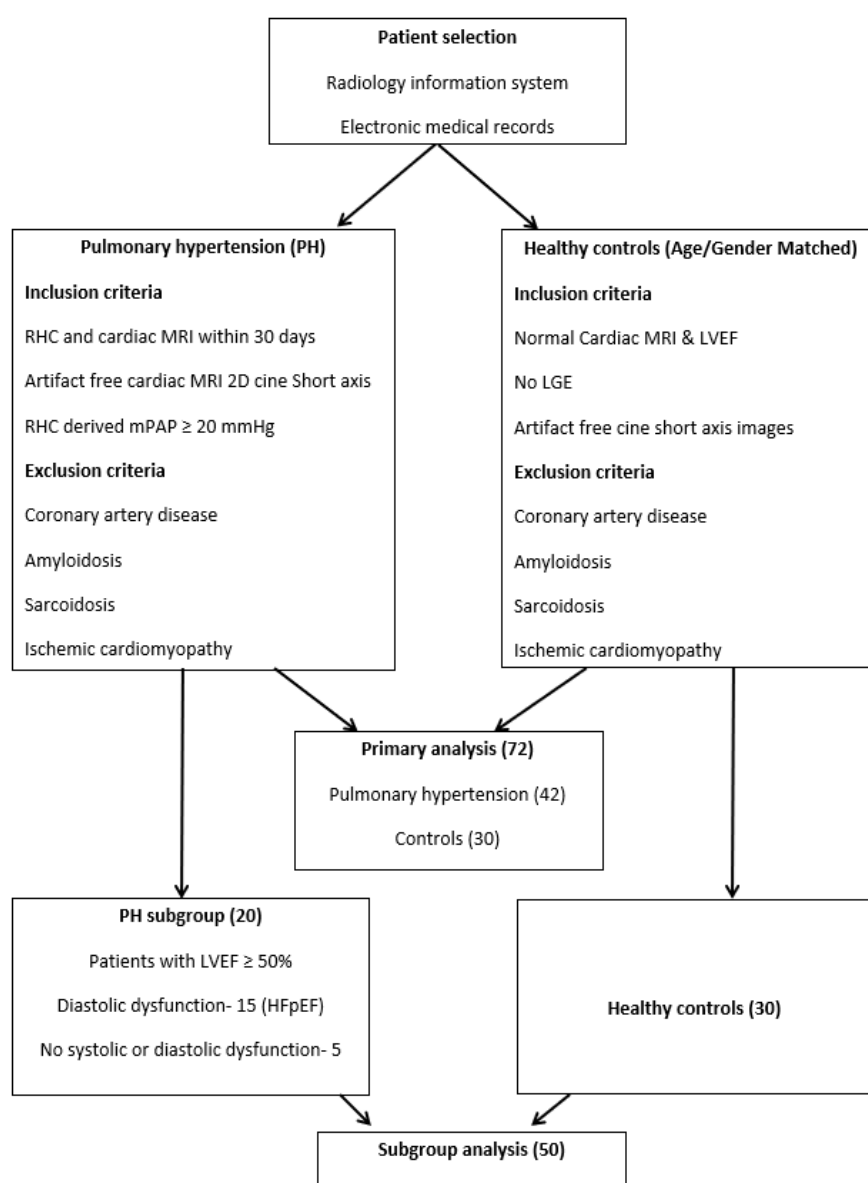 Patient selection
Radiology information system
Electronic medical records
Pulmonary hypertension (PH)
Inclusion criteria
RHC and cardiac MRI within 30 days
Artifact free cardiac MRI 2D cine Short axis
RHC derived mPAP ≥ 20 mmHg
Exclusion criteria
Coronary artery disease
Amyloidosis
Sarcoidosis
Ischemic cardiomyopathy
Healthy controls (Age/Gender Matched)
Inclusion criteria
Normal Cardiac MRI & LVEF
No LGE
Artifact free cine short axis images
Exclusion criteria
Coronary artery disease
Amyloidosis
Sarcoidosis
Ischemic cardiomyopathy
Primary analysis (72)
Pulmonary hypertension (42)
Controls (30)
PH subgroup (20)
Patients with LVEF ≥ 50%
Diastolic dysfunction- 15 (HFpEF)
No systolic or diastolic dysfunction- 5
Healthy controls (30)
Subgroup analysis (50)